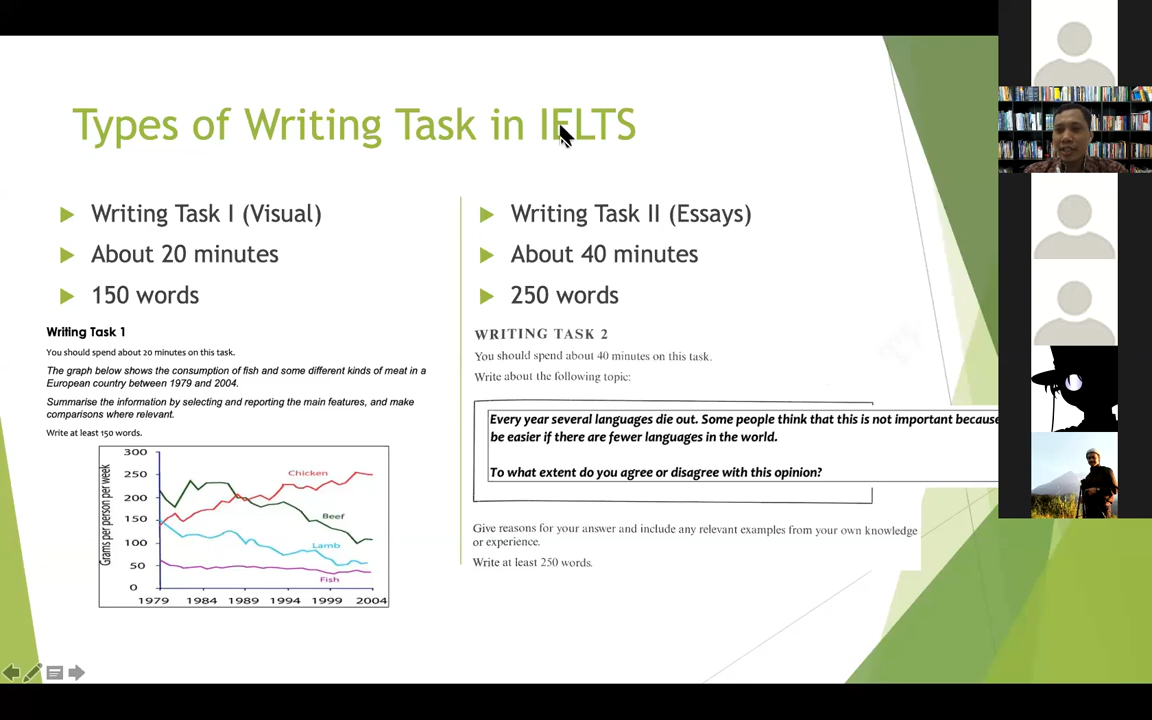 Types of Writing Task in IELTS
Writing Task I (Visual)
About 20 minutes
150 words
Writing Task 1
You should spend about 20 minutes on this task.
The graph below shows the consumption of fish and some different kinds of meat in a
European country between 1979 and 2004.
Summarise the information by selecting and reporting the main features, and make
comparisons where relevant.
Write at least 150 words.
Grams per person per week
300
250
200
150
100
50
0
Chicken
Beef
Lamb
Fish
1979 1984 1989 1994 1999 2004
Writing Task II (Essays)
About 40 minutes
250 words
WRITING TASK 2
You should spend about 40 minutes on this task.
Write about the following topic:
Every year several languages die out. Some people think that this is not important because
be easier if there are fewer languages in the world.
To what extent do you agree or disagree with this opinion?
Give reasons for your answer and include any relevant examples from your own knowledge
or experience.
Write at least 250 words.